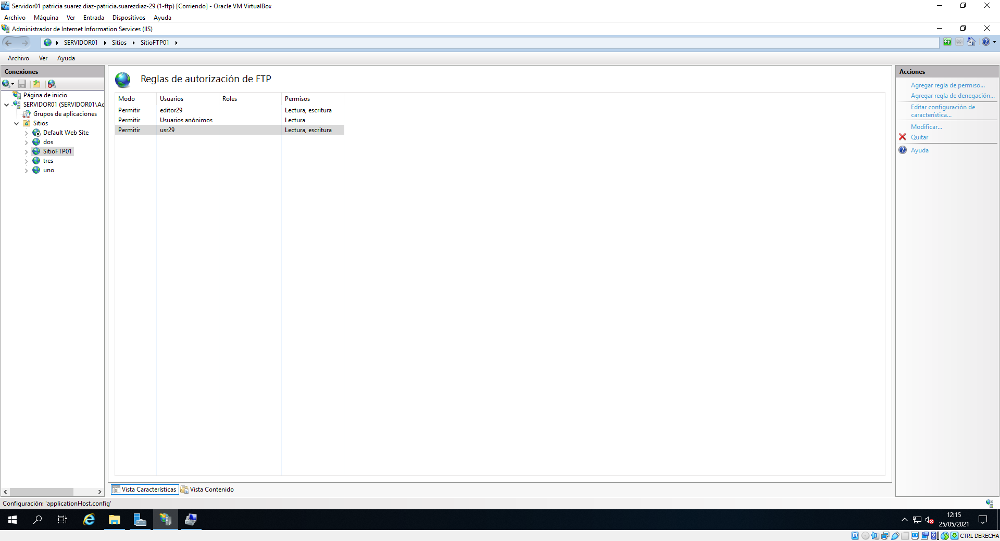 Servidor01 patricia suarez diaz-patricia.suarezdiaz-29 (1-ftp) [Corriendo] - Oracle VM VirtualBox
Archivo Máquina Ver Entrada Dispositivos Ayuda
Administrador de Internet Information Services (IIS)
SERVIDOR01 Sitios SitioFTP01
Archivo Ver Ayuda
Conexiones
Página de inicio
SERVIDOR01 (SERVIDOR01\Ac
Grupos de aplicaciones
Sitios
Default Web Site
dos
SitioFTP01
tres
uno
Reglas de autorización de FTP
Modo Usuarios Roles Permisos
Permitir editor29 Lectura, escritura
Permitir Usuarios anónimos Lectura
Permitir usr29 Lectura, escritura
Vista Características Vista Contenido
Acciones
Agregar regla de permiso...
Agregar regla de denegación...
Editar configuración de
característica...
Modificar...
Quitar
Ayuda
Configuración: 'applicationHost.config'
12:15
25/05/2021
CTRL DERECHA